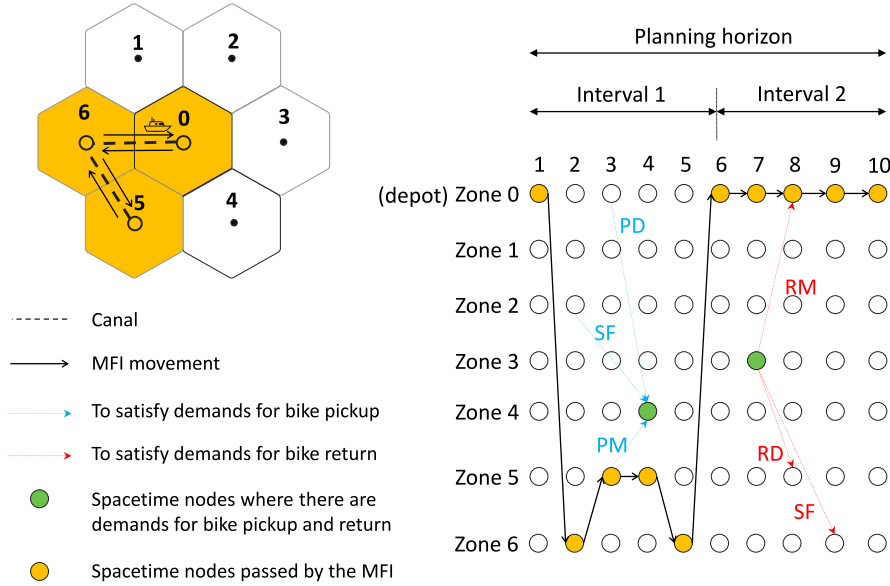 1
2
6
0
3
5
4
Canal
MFI movement
To satisfy demands for bike pickup
To satisfy demands for bike return
Spacetime nodes where there are
demands for bike pickup and return
Spacetime nodes passed by the MFI
Planning horizon
Interval 1
Interval 2
1 2 3 4 5 6 7 8 9 10
(depot) Zone 0
Zone 1
Zone 2
Zone 3
Zone 4
Zone 5
Zone 6
PD
SF
PM
RM
RD
SF